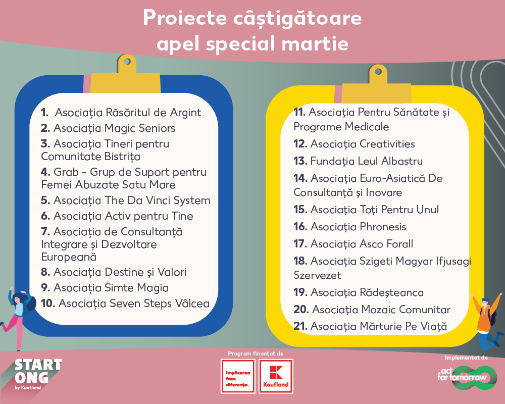 Proiecte câștigătoare
apel special martie
1. Asociația Răsăritul de Argint
2. Asociația Magic Seniors
3. Asociația Tineri pentru
Comunitate Bistrița
4. Grab - Grup de Suport pentru
Femei Abuzate Satu Mare
5. Asociația The Da Vinci System
6. Asociația Activ pentru Tine
7. Asociația de Consultanță
Integrare și Dezvoltare
Europeană
8. Asociația Destine și Valori
9. Asociația Simte Magia
10. Asociația Seven Steps Vâlcea
11. Asociația Pentru Sănătate și
Programe Medicale
12. Asociația Creativities
13. Fundația Leul Albastru
14. Asociația Euro-Asiatică De
Consultanță și Inovare
15. Asociația Toți Pentru Unul
16. Asociația Phronesis
17. Asociația Asco Forall
18. Asociația Szigeti Magyar Ifjusagi
Szervezet
19. Asociația Rădeșteanca
20. Asociația Mozaic Comunitar
21. Asociația Mărturie Pe Viață
START
ONG
by Kaufland
Program finanțat de
Implicarea
face
diferența.
Kaufland
Implementat de
act
for tomorrow